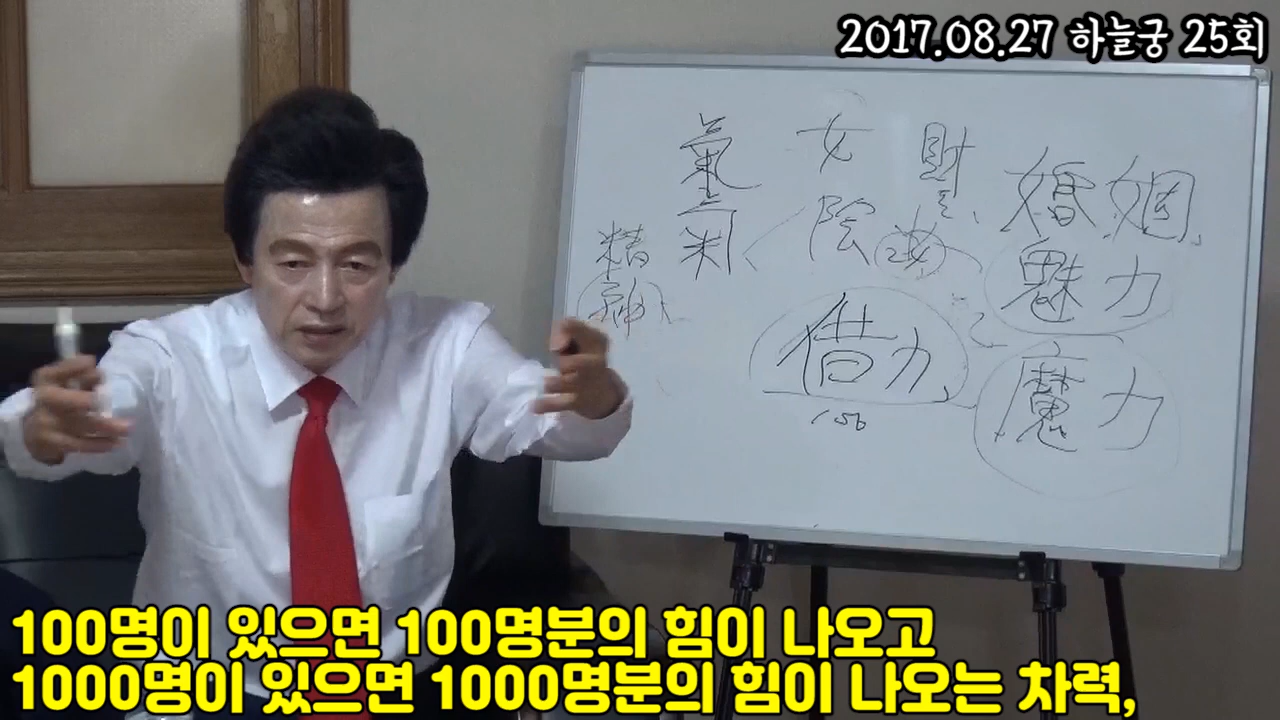 2017.08.27 하늘궁 25회
氣 女 財 婚姻
精神 陰 魅力
借力
魔力
100명이 있으면 100명분의 힘이 나오고
1000명이 있으면 1000명분의 힘이 나오는 차력,